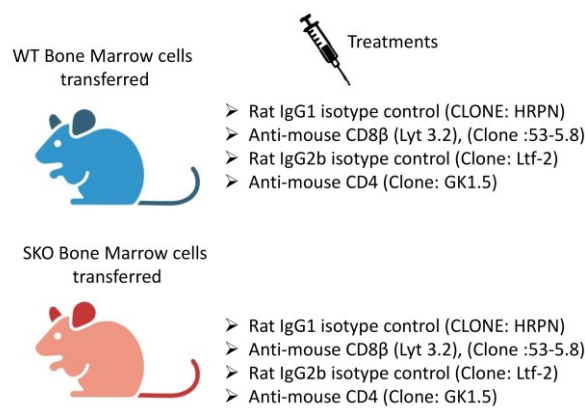 WT Bone Marrow cells
transferred
Treatments
➢ Rat IgG1 isotype control (CLONE: HRPN)
➢ Anti-mouse CD8β (Lyt 3.2), (Clone :53-5.8)
➢ Rat IgG2b isotype control (Clone: Ltf-2)
➢ Anti-mouse CD4 (Clone: GK1.5)
SKO Bone Marrow cells
transferred
➢ Rat IgG1 isotype control (CLONE: HRPN)
➢ Anti-mouse CD8β (Lyt 3.2), (Clone :53-5.8)
➢ Rat IgG2b isotype control (Clone: Ltf-2)
➢ Anti-mouse CD4 (Clone: GK1.5)